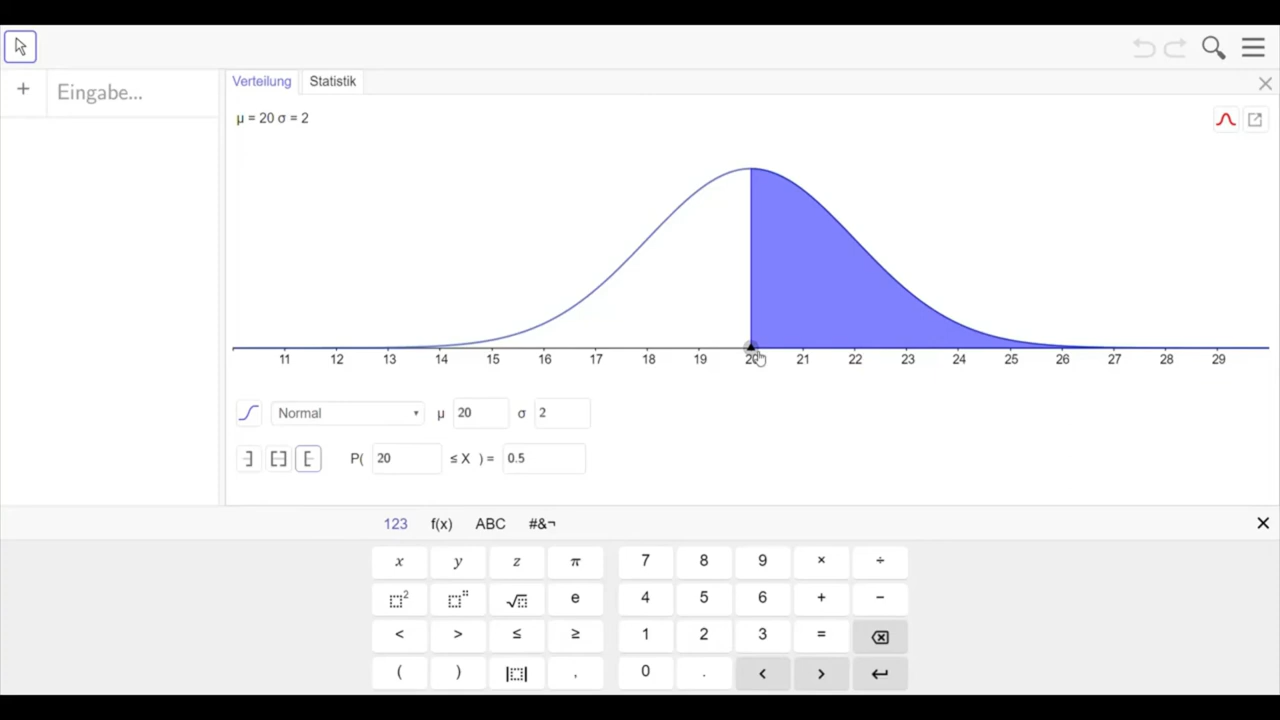 + Eingabe...
Verteilung Statistik
μ = 20 σ = 2
11 12 13 14 15 16 17 18 19 20 21 22 23 24 25 26 27 28 29
Normal μ 20 σ 2
P( 20 ≤ X ) = 0.5
123 f(x) ABC #&¬
x y z π 7 8 9 × ÷
□² □ⁿ √□ e 4 5 6 + −
< > ≤ ≥ 1 2 3 =
( ) |□| , 0 . < >